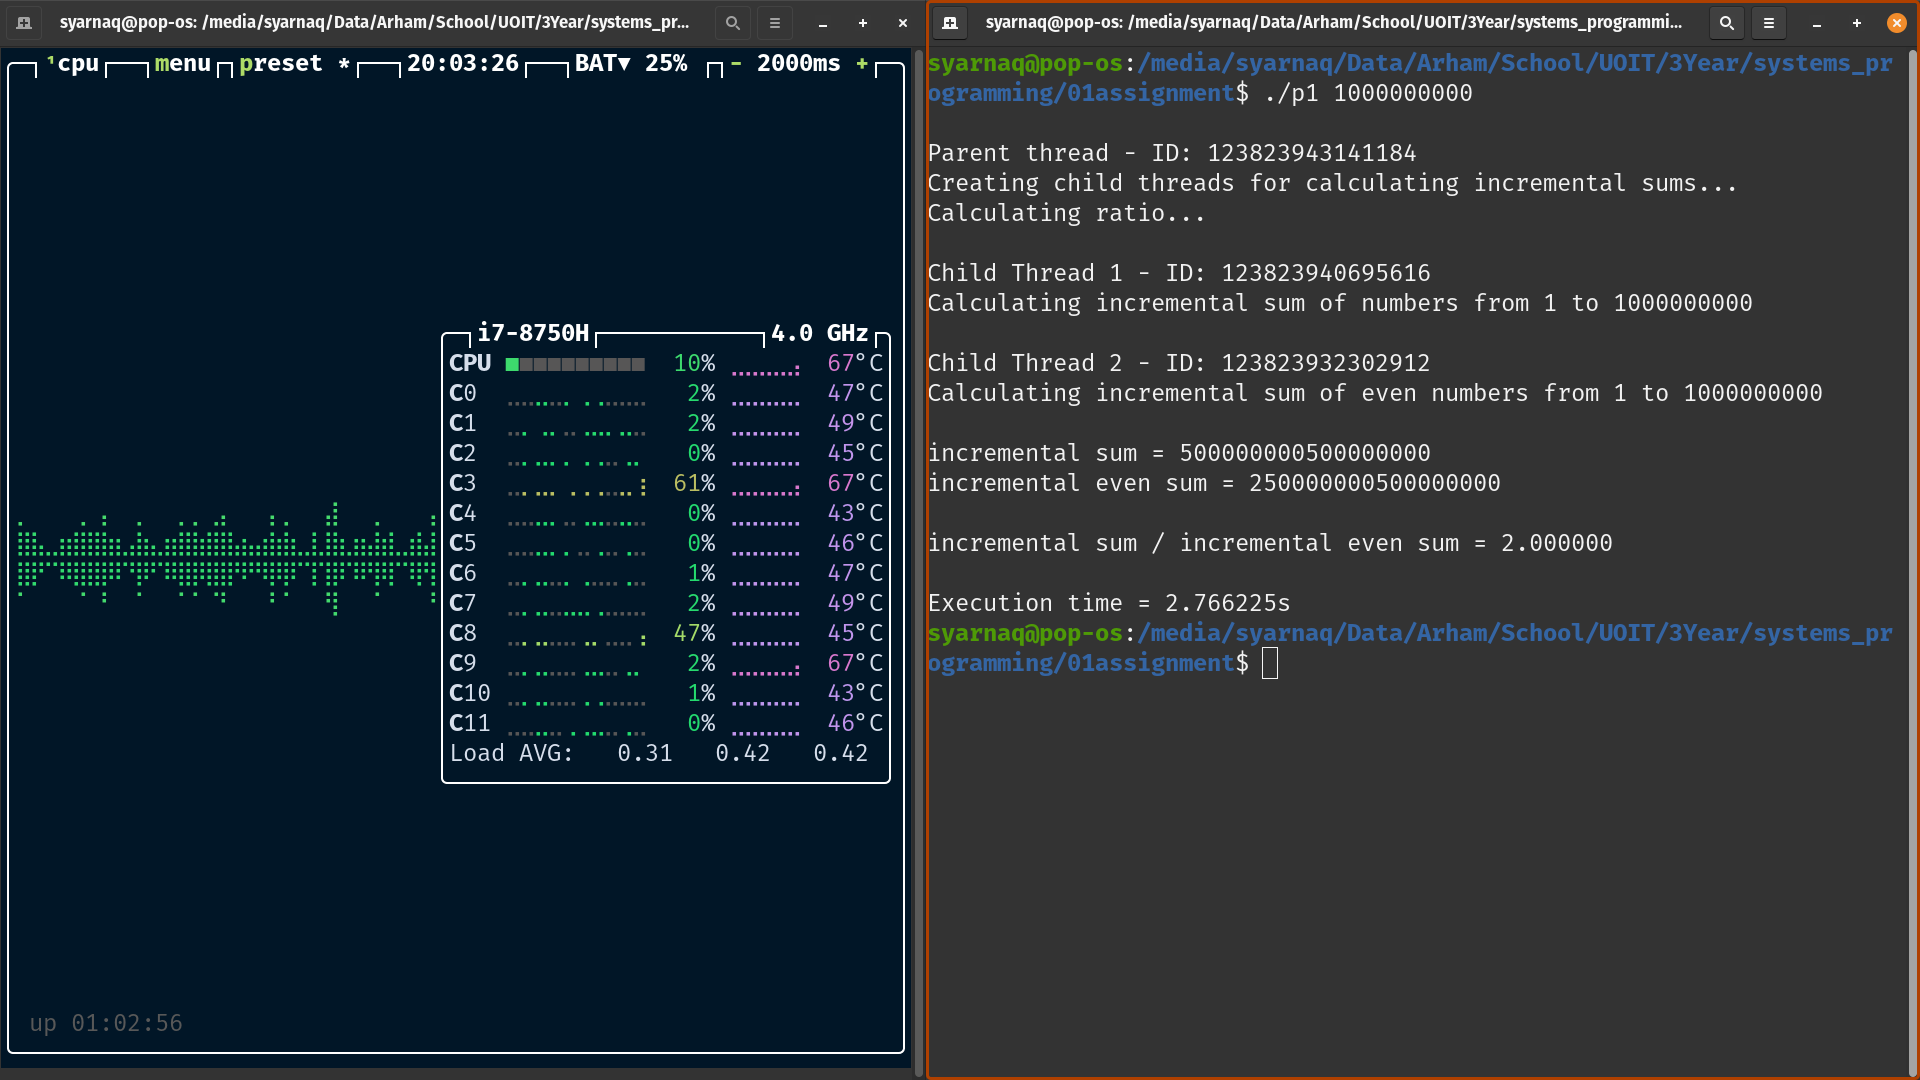 syarnaq@pop-os: /media/syarnaq/Data/Arham/School/UOIT/3Year/systems_pr...
¹cpu menu preset * 20:03:26 BAT▼ 25% - 2000ms +
i7-8750H 4.0 GHz
CPU 10% 67°C
C0 2% 47°C
C1 2% 49°C
C2 0% 45°C
C3 61% 67°C
C4 0% 43°C
C5 0% 46°C
C6 1% 47°C
C7 2% 49°C
C8 47% 45°C
C9 2% 67°C
C10 1% 43°C
C11 0% 46°C
Load AVG: 0.31 0.42 0.42
up 01:02:56
syarnaq@pop-os: /media/syarnaq/Data/Arham/School/UOIT/3Year/systems_programmi...
syarnaq@pop-os:/media/syarnaq/Data/Arham/School/UOIT/3Year/systems_pr
ogramming/01assignment$ ./p1 1000000000
Parent thread - ID: 123823943141184
Creating child threads for calculating incremental sums...
Calculating ratio...
Child Thread 1 - ID: 123823940695616
Calculating incremental sum of numbers from 1 to 1000000000
Child Thread 2 - ID: 123823932302912
Calculating incremental sum of even numbers from 1 to 1000000000
incremental sum = 500000000500000000
incremental even sum = 250000000500000000
incremental sum / incremental even sum = 2.000000
Execution time = 2.766225s
syarnaq@pop-os:/media/syarnaq/Data/Arham/School/UOIT/3Year/systems_pr
ogramming/01assignment$